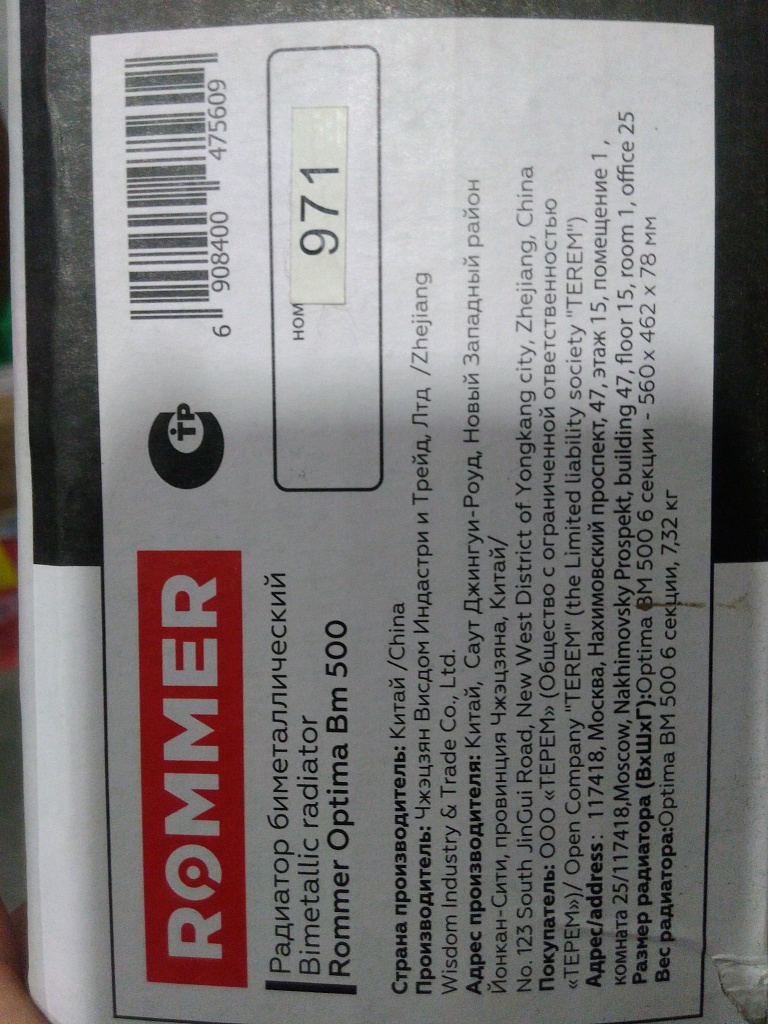 ROMMER
ТР
6 908400 475609
Радиатор биметаллический
Bimetallic radiator
Rommer Optima Bm 500
НОМ
971
Страна производитель: Китай /China
Производитель: Чжэцзян Висдом Индастри и Трейд, Лтд /Zhejiang
Wisdom Industry & Trade Co., Ltd.
Адрес производителя: Китай, Саут Джингуи-Роуд, Новый Западный район
Йонкан-Сити, провинция Чжэцзяна, Китай/
No. 123 South JinGui Road, New West District of Yongkang city, Zhejiang, China
Покупатель: ООО «ТЕРЕМ» (Общество с ограниченной ответственностью
«ТЕРЕМ»)/ Open Company "TEREM" (the Limited liability society "TEREM")
Адрес/address: 117418, Москва, Нахимовский проспект, 47, этаж 15, помещение 1 ,
комната 25/117418,Moscow, Nakhimovsky Prospekt, building 47, floor 15, room 1, office 25
Размер радиатора (ВхШхГ):Optima BM 500 6 секции - 560 х 462 х 78 мм
Вес радиатора:Optima BM 500 6 секции, 7,32 кг